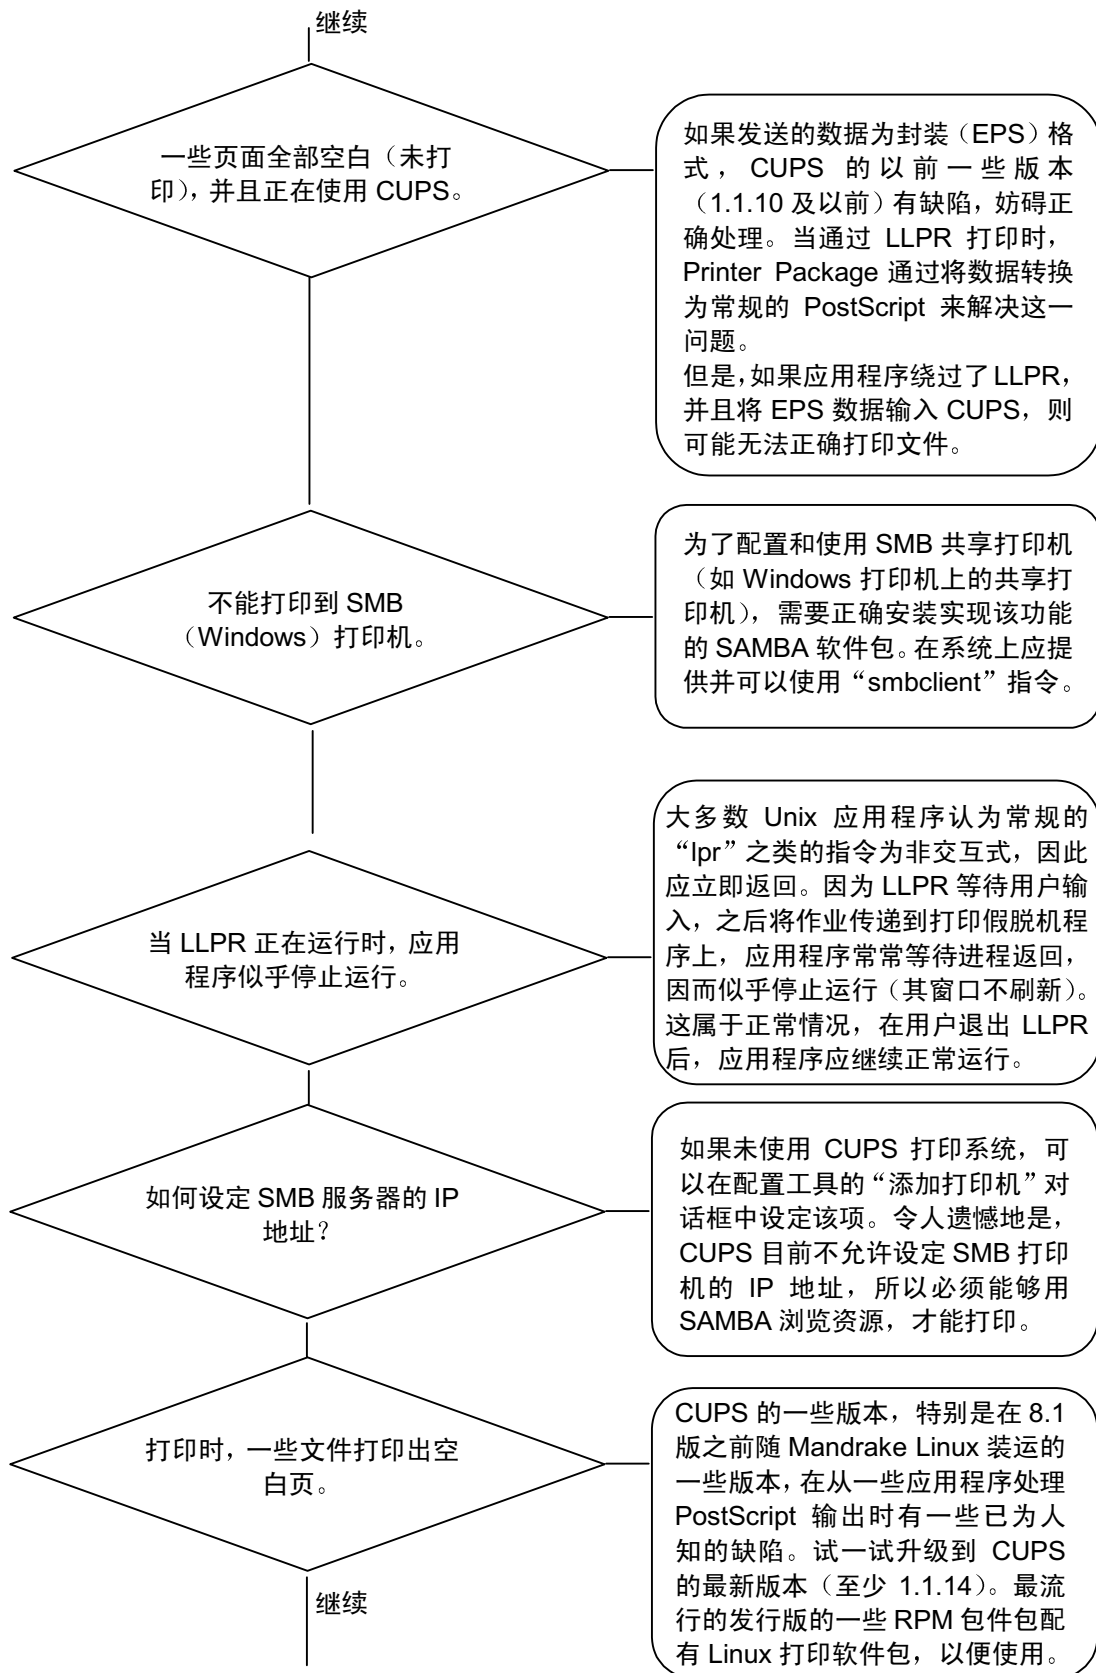 继续
一些页面全部空白（未打
印），并且正在使用 CUPS。
如果发送的数据为封装（EPS）格
式，CUPS 的以前一些版本
（1.1.10 及以前）有缺陷，妨碍正
确处理。当通过 LLPR 打印时，
Printer Package 通过将数据转换
为常规的 PostScript 来解决这一
问题。
但是，如果应用程序绕过了 LLPR，
并且将 EPS 数据输入 CUPS，则
可能无法正确打印文件。
不能打印到 SMB
（Windows）打印机。
为了配置和使用 SMB 共享打印机
（如 Windows 打印机上的共享打
印机），需要正确安装实现该功能
的 SAMBA 软件包。在系统上应提
供并可以使用“smbclient”指令。
当 LLPR 正在运行时，应用
程序似乎停止运行。
大多数 Unix 应用程序认为常规的
“lpr”之类的指令为非交互式，因此
应立即返回。因为 LLPR 等待用户输
入，之后将作业传递到打印假脱机程
序上，应用程序常常等待进程返回，
因而似乎停止运行（其窗口不刷新）。
这属于正常情况，在用户退出 LLPR
后，应用程序应继续正常运行。
如何设定 SMB 服务器的 IP
地址？
如果未使用 CUPS 打印系统，可
以在配置工具的“添加打印机”对
话框中设定该项。令人遗憾地是，
CUPS 目前不允许设定 SMB 打印
机的 IP 地址，所以必须能够用
SAMBA 浏览资源，才能打印。
打印时，一些文件打印出空
白页。
CUPS 的一些版本，特别是在 8.1
版之前随 Mandrake Linux 装运的
一些版本，在从一些应用程序处理
PostScript 输出时有一些已为人
知的缺陷。试一试升级到 CUPS
的最新版本（至少 1.1.14）。最流
行的发行版的一些 RPM 包件包配
有 Linux 打印软件包，以便使用。
继续